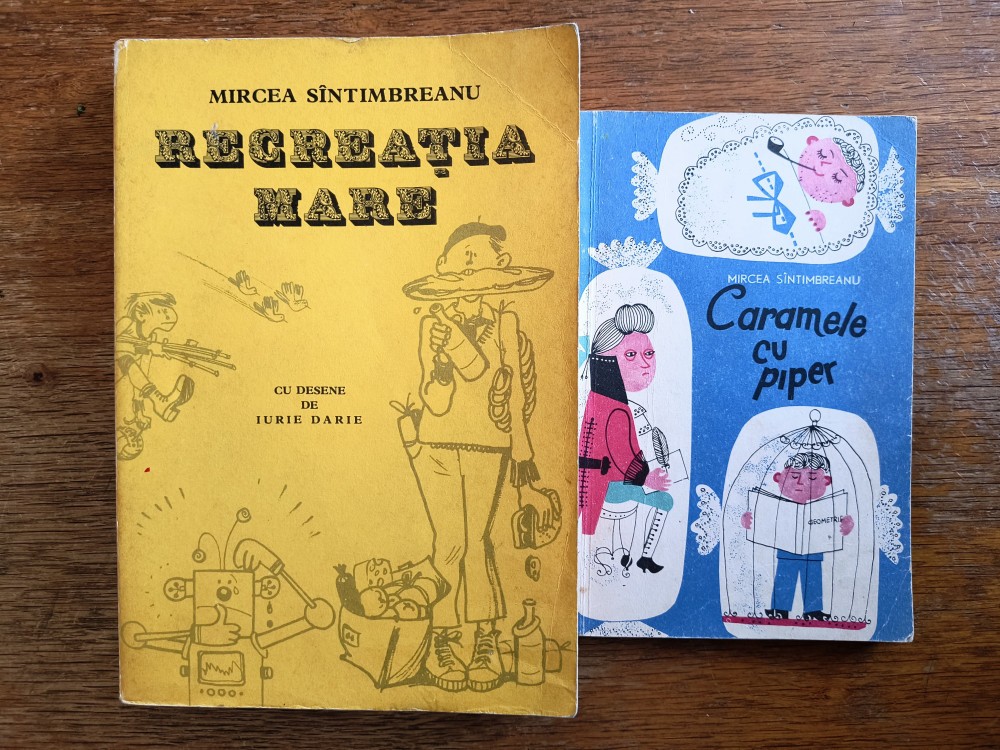 MIRCEA SÎNTIMBREANU
RECREAȚIA
MARE
CU DESENE
DE
IURIE DARIE
MIRCEA SÎNTIMBREANU
Caramele
cu
piper
GEOMETRIE